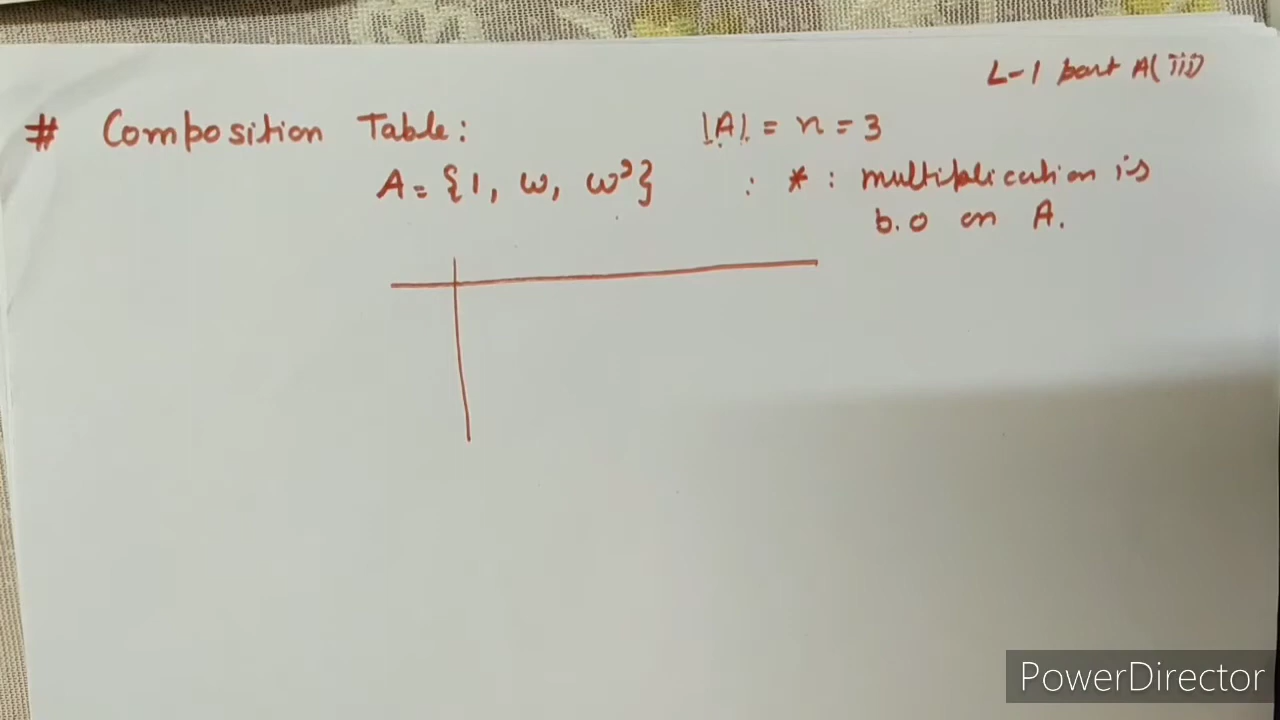 L-1 part A(iii)
# Composition Table: |A| = n = 3
A = {1, ω, ω²} : * : multiplication is
b.o on A.
PowerDirector